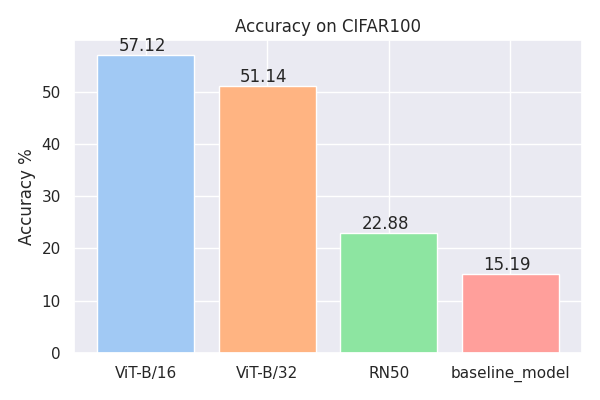 Accuracy on CIFAR100
57.12
51.14
22.88
15.19
Accuracy %
50
40
30
20
10
0
ViT-B/16
ViT-B/32
RN50
baseline_model